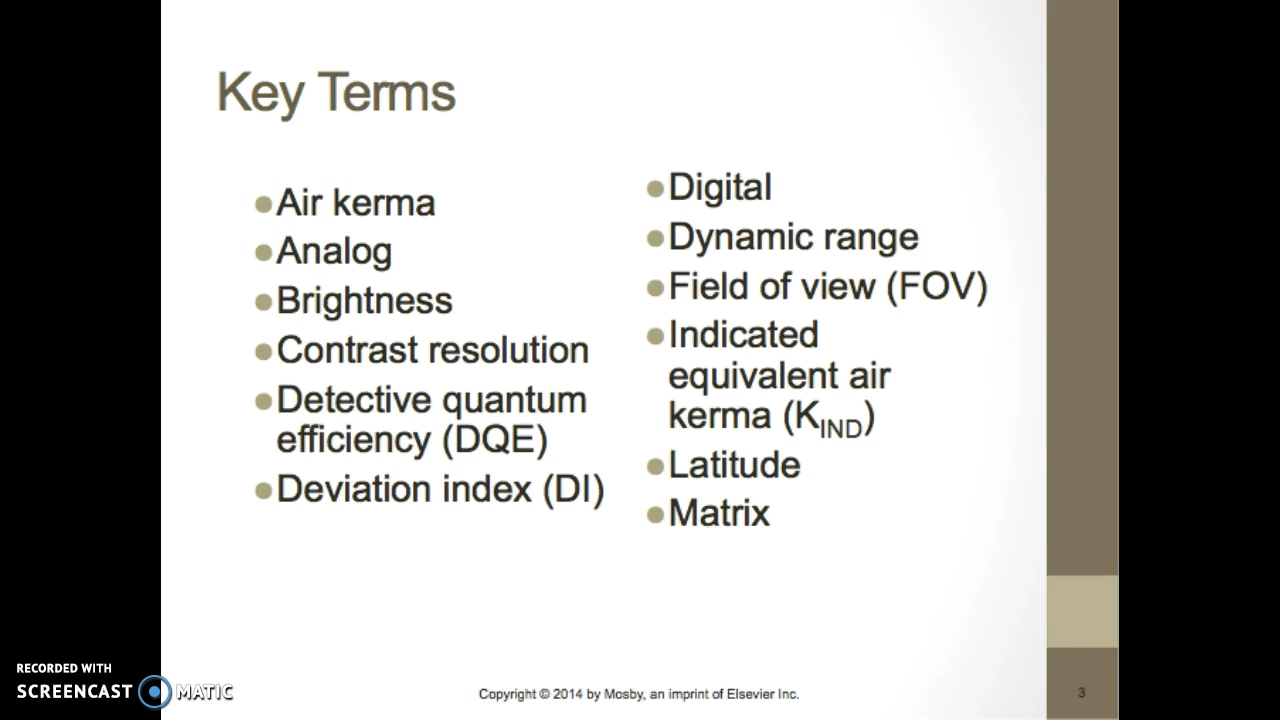 Key Terms
●Air kerma
●Analog
●Brightness
●Contrast resolution
●Detective quantum
efficiency (DQE)
●Deviation index (DI)
●Digital
●Dynamic range
●Field of view (FOV)
●Indicated
equivalent air
kerma (KIND)
●Latitude
●Matrix
RECORDED WITH
SCREENCAST MATIC
Copyright © 2014 by Mosby, an imprint of Elsevier Inc.
3